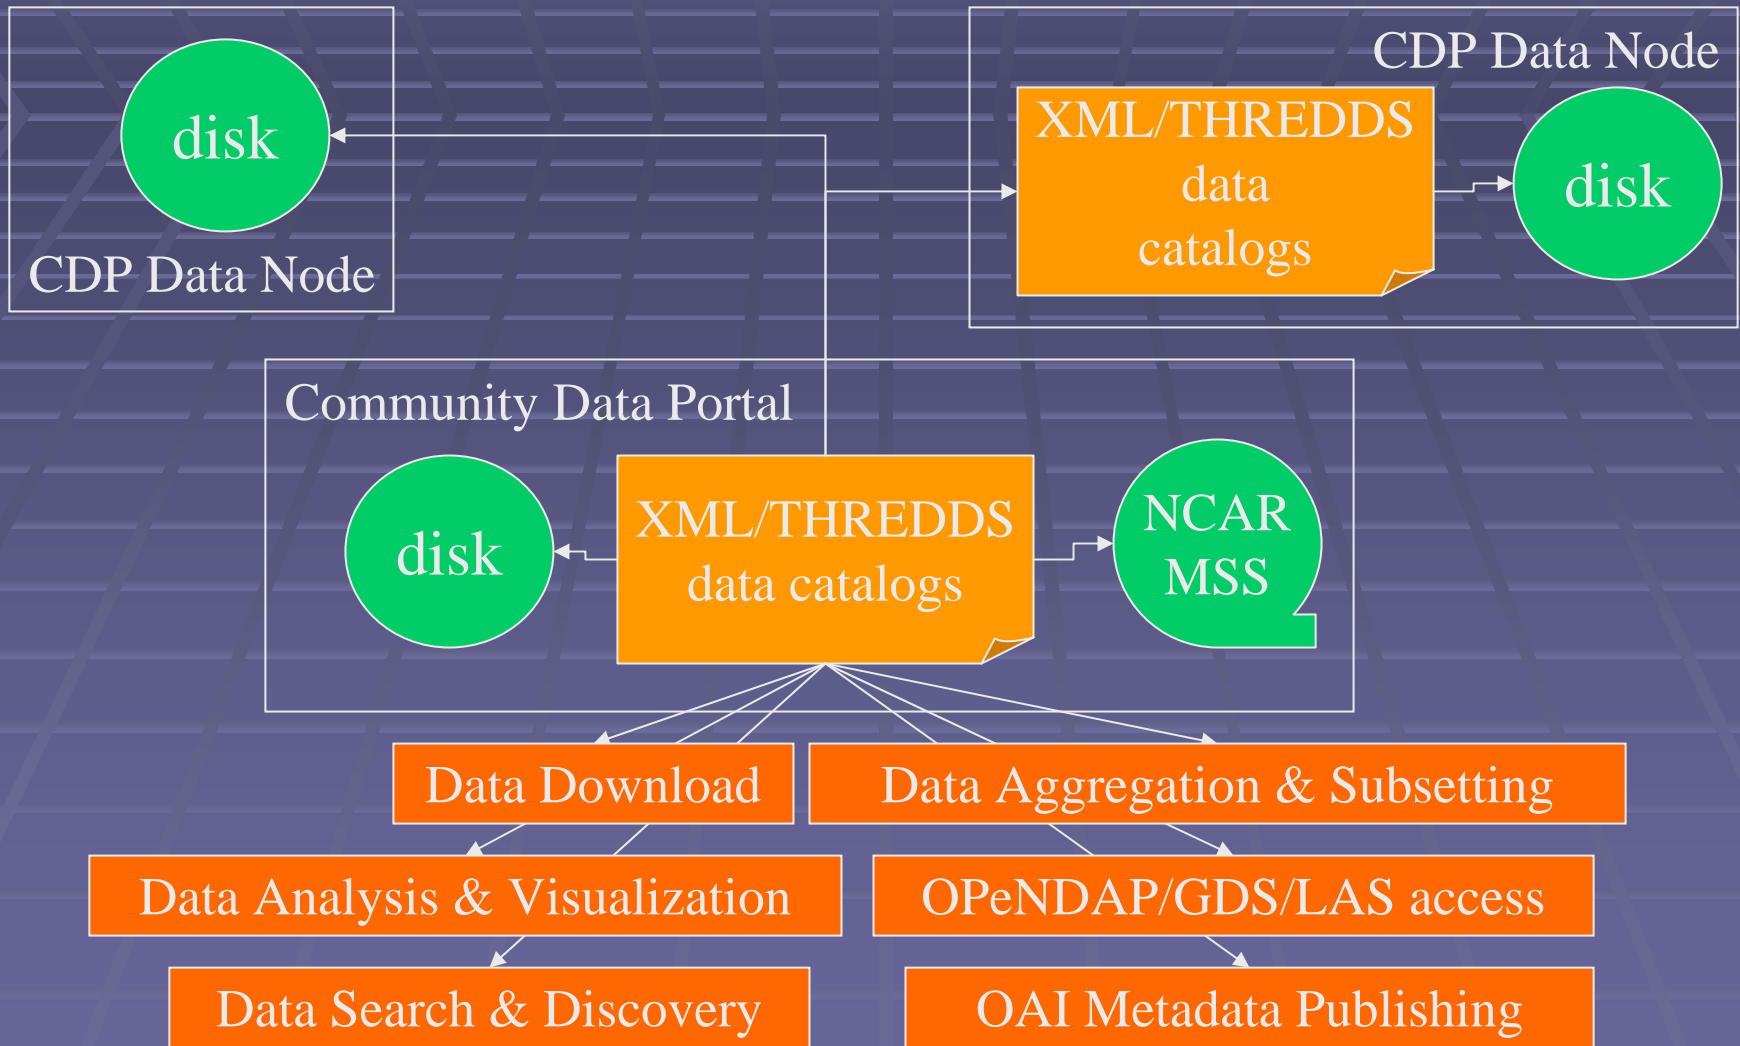 disk
CDP Data Node
CDP Data Node
XML/THREDDS
data
catalogs
disk
Community Data Portal
disk
XML/THREDDS
data catalogs
NCAR
MSS
Data Download
Data Aggregation & Subsetting
Data Analysis & Visualization
OPeNDAP/GDS/LAS access
Data Search & Discovery
OAI Metadata Publishing